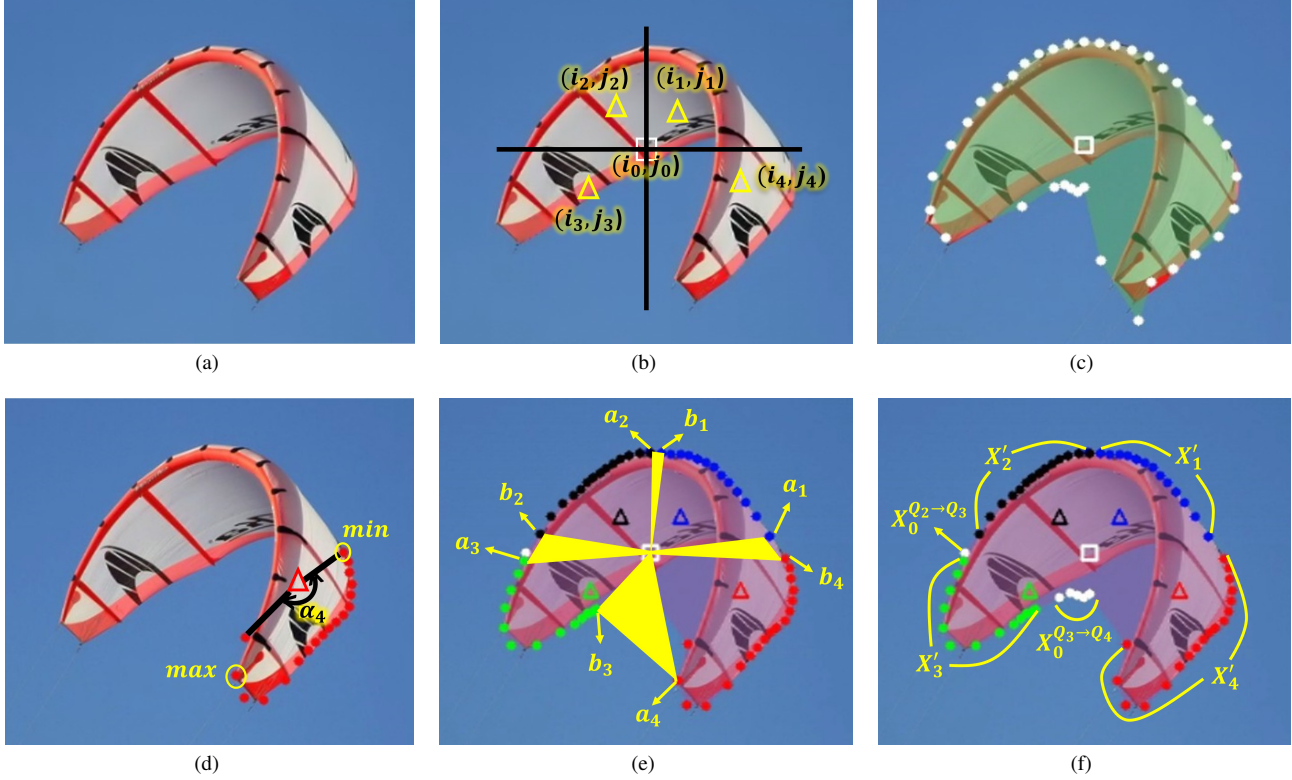 (i₂, j₂) (i₁, j₁)
(i₀, j₀) (i₄, j₄)
(i₃, j₃)
(a) (b) (c)
min
α₄
max
a₂ b₁
b₂ a₁
a₃ b₄
b₃
a₄
X′₂ X′₁
X₀^{Q₂→Q₃}
X₀^{Q₃→Q₄}
X′₃ X′₄
(d) (e) (f)